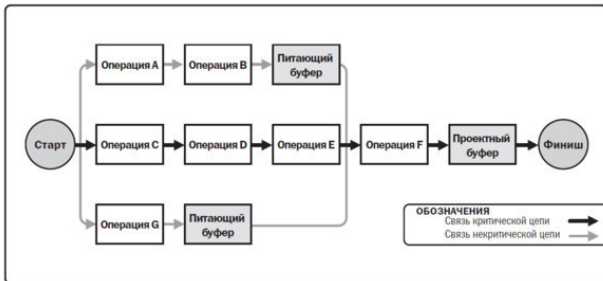 Операция A
Операция B
Питающий
буфер
Старт
Операция C
Операция D
Операция E
Операция F
Проектный
буфер
Финиш
Операция G
Питающий
буфер
ОБОЗНАЧЕНИЯ
Связь критической цепи
Связь некритической цепи